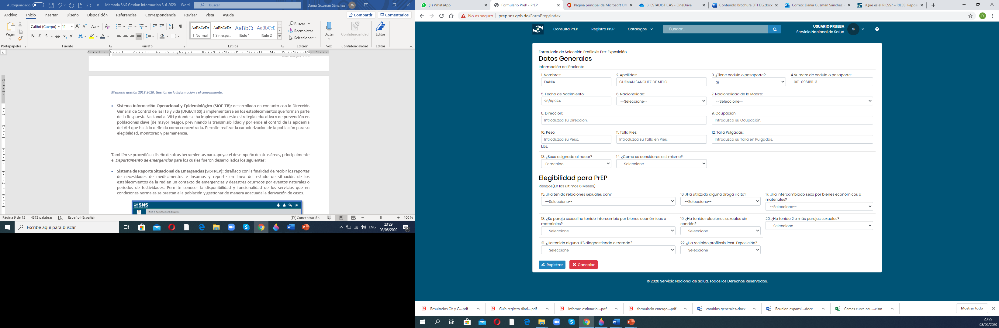 Autoguardado
Memoria SNS Gestion Informacion 8-6-2020 - Word
Buscar
Dania Guzmán Sánchez DG
Archivo Inicio Insertar Diseño Disposición Referencias Correspondencia Revisar Vista Ayuda
Compartir Comentarios
Pegar
Calibri (Cuerpo) 11
N K S ab x₂ x² A
AaBbCcDd AaBbCcDd AaBbC AaBbCcD
¶ Normal ¶ Sin espa... Título 1 Título 2
Buscar
Reemplazar
Seleccionar
Dictar Confidencialidad Editor
Portapapeles Fuente Párrafo Estilos Edición Voz Confidencialidad Editor
Memoria gestión 2018-2020: Gestión de la Información y el conocimiento.
• Sistema Información Operacional y Epidemiológico (SIOE-TB): desarrollado en conjunto con la Dirección
General de Control de las ITS y Sida (DIGECITSS) a implementarse en los establecimientos que forman parte
de la Respuesta Nacional al VIH y donde se ha implementado esta estrategia educativa y de prevención en
poblaciones clave (de mayor riesgo), previniendo la transmisibilidad y por ende el control de la epidemia
del VIH que ha sido definida como concentrada. Permite realizar la caracterización de la población para su
elegibilidad, monitoreo y permanencia.
También se procedió al diseño de otras herramientas para apoyar el desempeño de otras áreas, principalmente
el Departamento de emergencias para los cuales fueron desarrollados los siguientes:
• Sistema de Reporte Situacional de Emergencias (SISTREP): diseñado con la finalidad de recibir los reportes
de necesidades de medicamentos e insumos y reporte en línea del estado de situación de los
establecimientos de la red en un contexto de emergencias y desastres ocurridos por eventos naturales o
periodos de festividades. Permite conocer la disponibilidad y funcionalidad de los servicios que en
condiciones normales se prestan a la población y gestionar de manera adecuada la derivación de casos.
SNS
Modulo de Reporte Situacional de Emergencias
Página 9 de 13 4372 palabras Español (España) Concentración 100 %
Escribe aquí para buscar
ENG
23:29
08/06/2020
4
(1) WhatsApp
Formulario PreP - PrEP
Página principal de Microsoft Of
3. ESTADISTICAS - OneDrive
Contenido Brochure DTI DG.docx
Correo: Dania Guzmán Sánchez -
¿Qué es el RIESS? – RIESS: Repos
No es seguro prep.sns.gob.do/FormPrep/Index
D
Consulta PrEP Registro PrEP Catálogos Buscar...
USUARIO PRUEBA
Servicio Nacional de Salud
S
Formulario de Selección Profilaxis Pre-Exposición
Datos Generales
Información del Paciente
1. Nombres: 2. Apellidos: 3. ¿Tiene cedula o pasaporte?: 4.Numero de cedula o pasaporte:
DANIA GUZMAN SANCHEZ DE MELO Si 001-0961191-3
5. Fecha de Nacimiento: 6. Nacionalidad: 7. Nacionalidad de la Madre:
26/11/1974 --Seleccione-- --Seleccione--
8. Dirección: 9. Ocupación:
Introduzca su Dirección. Introduzca su Ocupación.
10. Peso: 11. Talla Pies: 12. Talla Pulgadas:
Introduzca su Peso. Introduzca su Talla en Pies. Introduzca su Talla en Pulgadas.
Lbs.
13. ¿Sexo asignado al nacer? 14. ¿Como se consideras a si mismo?:
Femenino --Seleccione--
Elegibilidad para PrEP
Riesgos(En los ultimos 6 Meses)
15. ¿Ha tenido relaciones sexuales con? 16. ¿Ha utilizado alguna droga ilícita? 17. ¿Ha intercambiado sexo por bienes económicos o
materiales?
--Seleccione-- --Seleccione-- --Seleccione--
18. ¿Su pareja sexual ha tenido intercambio por bienes económicos o
materiales?
19. ¿Ha tenido relaciones sexuales sin
condón?
20. ¿Ha tenido 2 o más parejas sexuales?
--Seleccione-- --Seleccione-- --Seleccione--
21. ¿Ha tenido alguna ITS diagnosticada o tratada? 22. ¿Ha recibido profilaxis Post-Exposición?
--Seleccione-- --Seleccione--
Registrar Cancelar
© 2020 Servicio Nacional de Salud. Todos los Derechos Reservados.
Resultados CV y C....pdf
Guía registro diari....pdf
Informe-estimacio....pdf
formulario emerge....pdf
cambios generales..docx
Reunion expansi....docx
Camas curva ocu....xlsm
Mostrar todo
23:29
08/06/2020